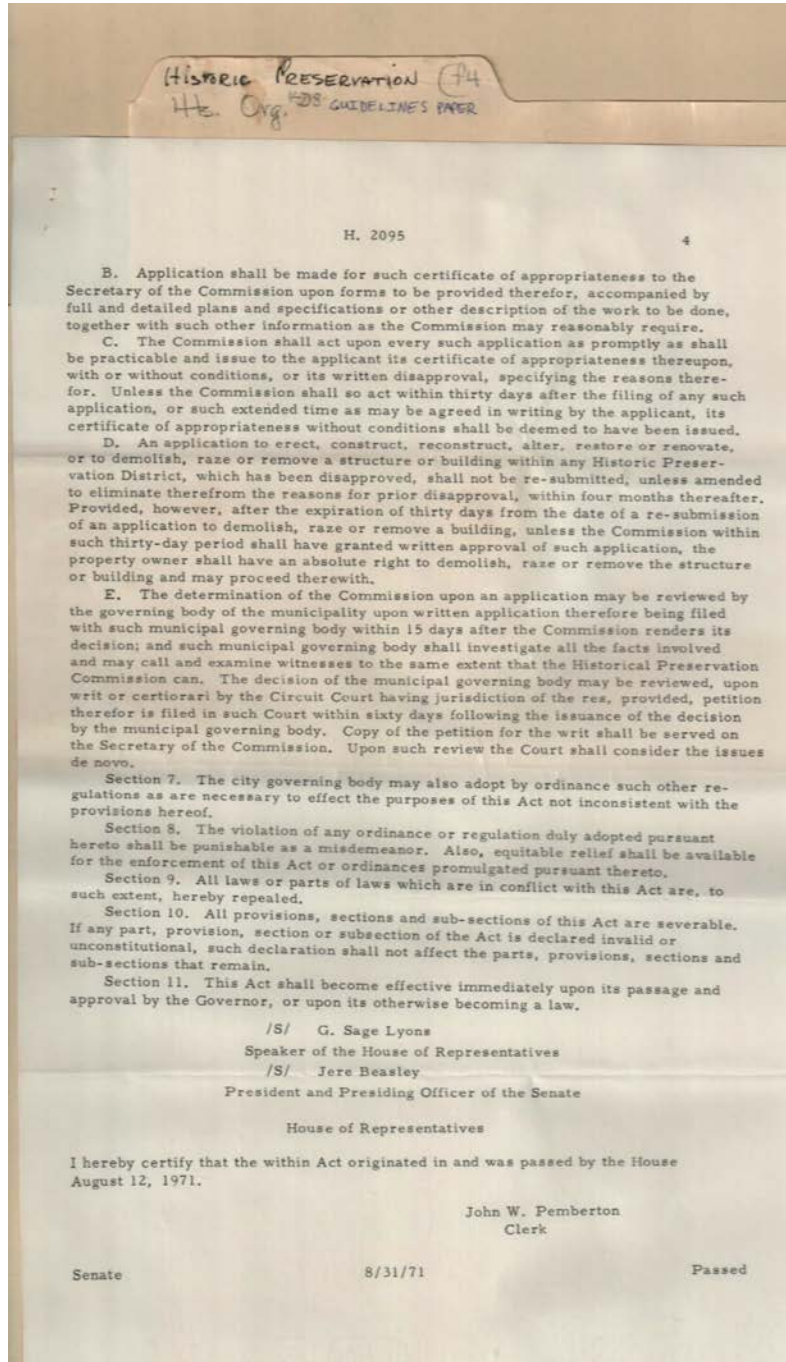 Historic Preservation
Org. GUIDELINES PAPER
H. 2095
4
B. Application shall be made for such certificate of appropriateness to the
Secretary of the Commission upon forms to be provided therefor, accompanied by
full and detailed plans and specifications or other description of the work to be done,
together with such other information as the Commission may reasonably require.
C. The Commission shall act upon every such application as promptly as shall
be practicable and issue to the applicant its certificate of appropriateness thereupon,
with or without conditions, or its written disapproval, specifying the reasons there-
for. Unless the Commission shall so act within thirty days after the filing of any such
application, or such extended time as may be agreed in writing by the applicant, its
certificate of appropriateness without conditions shall be deemed to have been issued.
D. An application to erect, construct, reconstruct, alter, restore or renovate,
or to demolish, raze or remove a structure or building within any Historic Preser-
vation District, which has been disapproved, shall not be re-submitted, unless amended
to eliminate therefrom the reasons for prior disapproval, within four months thereafter.
Provided, however, after the expiration of thirty days from the date of a re-submission
of an application to demolish, raze or remove a building, unless the Commission within
such thirty-day period shall have granted written approval of such application, the
property owner shall have an absolute right to demolish, raze or remove the structure
or building and may proceed therewith.
E. The determination of the Commission upon an application may be reviewed by
the governing body of the municipality upon written application therefore being filed
with such municipal governing body within 15 days after the Commission renders its
decision; and such municipal governing body shall investigate all the facts involved
and may call and examine witnesses to the same extent that the Historical Preservation
Commission can. The decision of the municipal governing body may be reviewed, upon
writ or certiorari by the Circuit Court having jurisdiction of the res, provided, petition
therefor is filed in such Court within sixty days following the issuance of the decision
by the municipal governing body. Copy of the petition for the writ shall be served on
the Secretary of the Commission. Upon such review the Court shall consider the issues
de novo.
Section 7. The city governing body may also adopt by ordinance such other re-
gulations as are necessary to effect the purposes of this Act not inconsistent with the
provisions hereof.
Section 8. The violation of any ordinance or regulation duly adopted pursuant
hereto shall be punishable as a misdemeanor. Also, equitable relief shall be available
for the enforcement of this Act or ordinances promulgated pursuant thereto.
Section 9. All laws or parts of laws which are in conflict with this Act are, to
such extent, hereby repealed.
Section 10. All provisions, sections and sub-sections of this Act are severable.
If any part, provision, section or subsection of the Act is declared invalid or
unconstitutional, such declaration shall not affect the parts, provisions, sections and
sub-sections that remain.
Section 11. This Act shall become effective immediately upon its passage and
approval by the Governor, or upon its otherwise becoming a law.
/S/ G. Sage Lyons
Speaker of the House of Representatives
/S/ Jere Beasley
President and Presiding Officer of the Senate
House of Representatives
I hereby certify that the within Act originated in and was passed by the House
August 12, 1971.
John W. Pemberton
Clerk
Senate 8/31/71 Passed